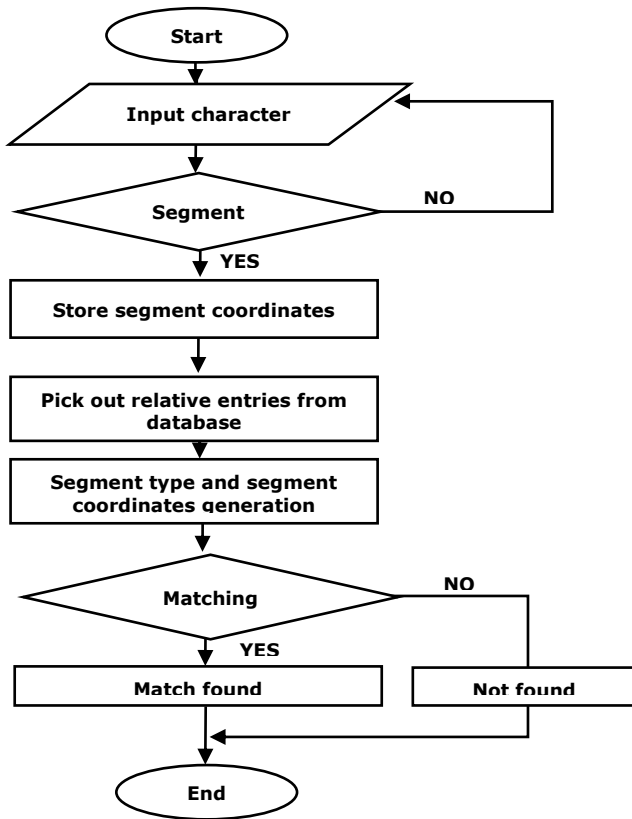 Start
Input character
Segment
NO
YES
Store segment coordinates
Pick out relative entries from
database
Segment type and segment
coordinates generation
Matching
NO
YES
Match found
Not found
End